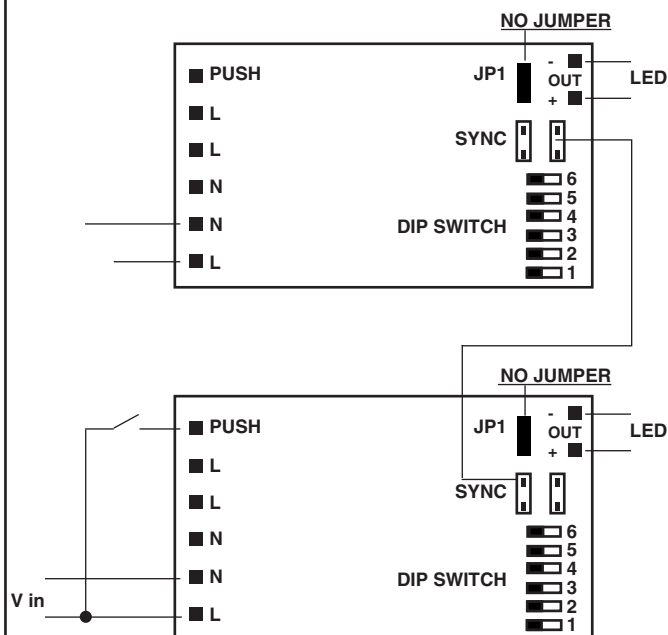 NO JUMPER
PUSH
JP1
-
OUT
+
LED
L
L
SYNC
N
6
5
4
3
2
1
N
DIP SWITCH
L
NO JUMPER
PUSH
JP1
-
OUT
+
LED
L
L
SYNC
N
6
5
4
3
2
1
N
DIP SWITCH
V in
L